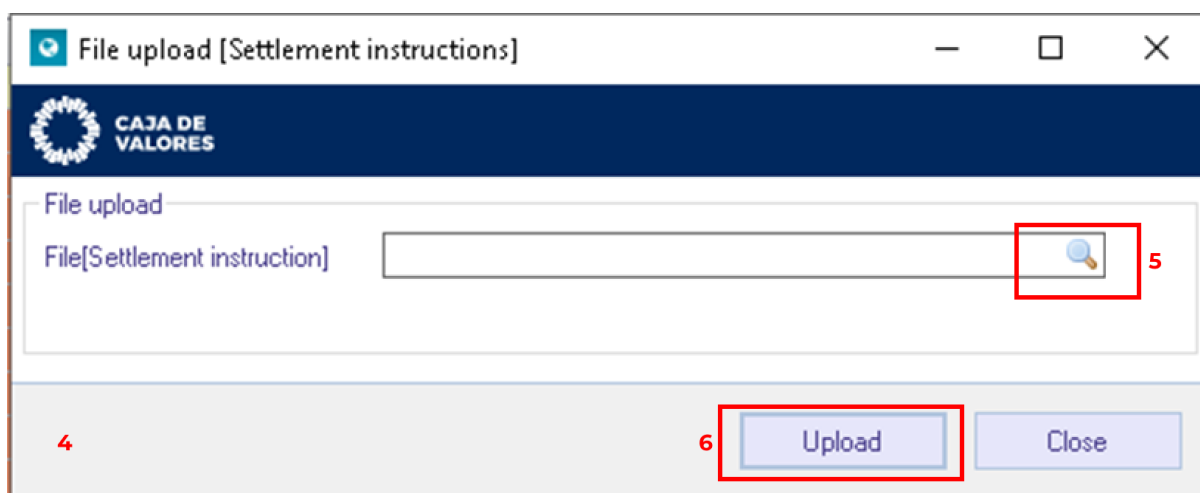 File upload [Settlement instructions]
CAJA DE
VALORES
File upload
File[Settlement instruction]
5
4
6
Upload
Close